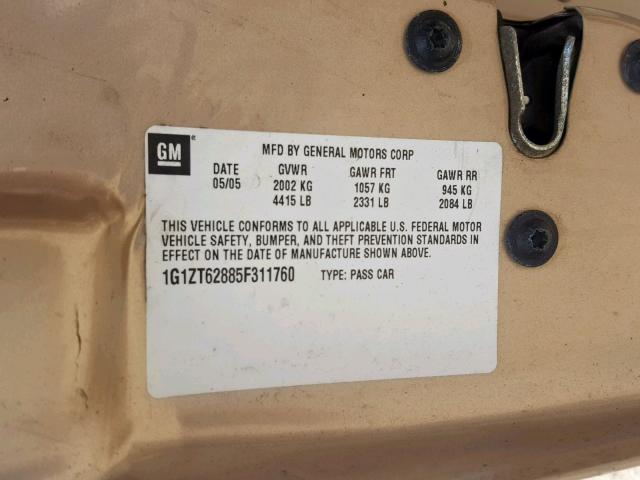 GM
MFD BY GENERAL MOTORS CORP
DATE GVWR GAWR FRT GAWR RR
05/05 2002 KG 1057 KG 945 KG
4415 LB 2331 LB 2084 LB
THIS VEHICLE CONFORMS TO ALL APPLICABLE U.S. FEDERAL MOTOR
VEHICLE SAFETY, BUMPER, AND THEFT PREVENTION STANDARDS IN
EFFECT ON THE DATE OF MANUFACTURE SHOWN ABOVE.
1G1ZT62885F311760 TYPE: PASS CAR